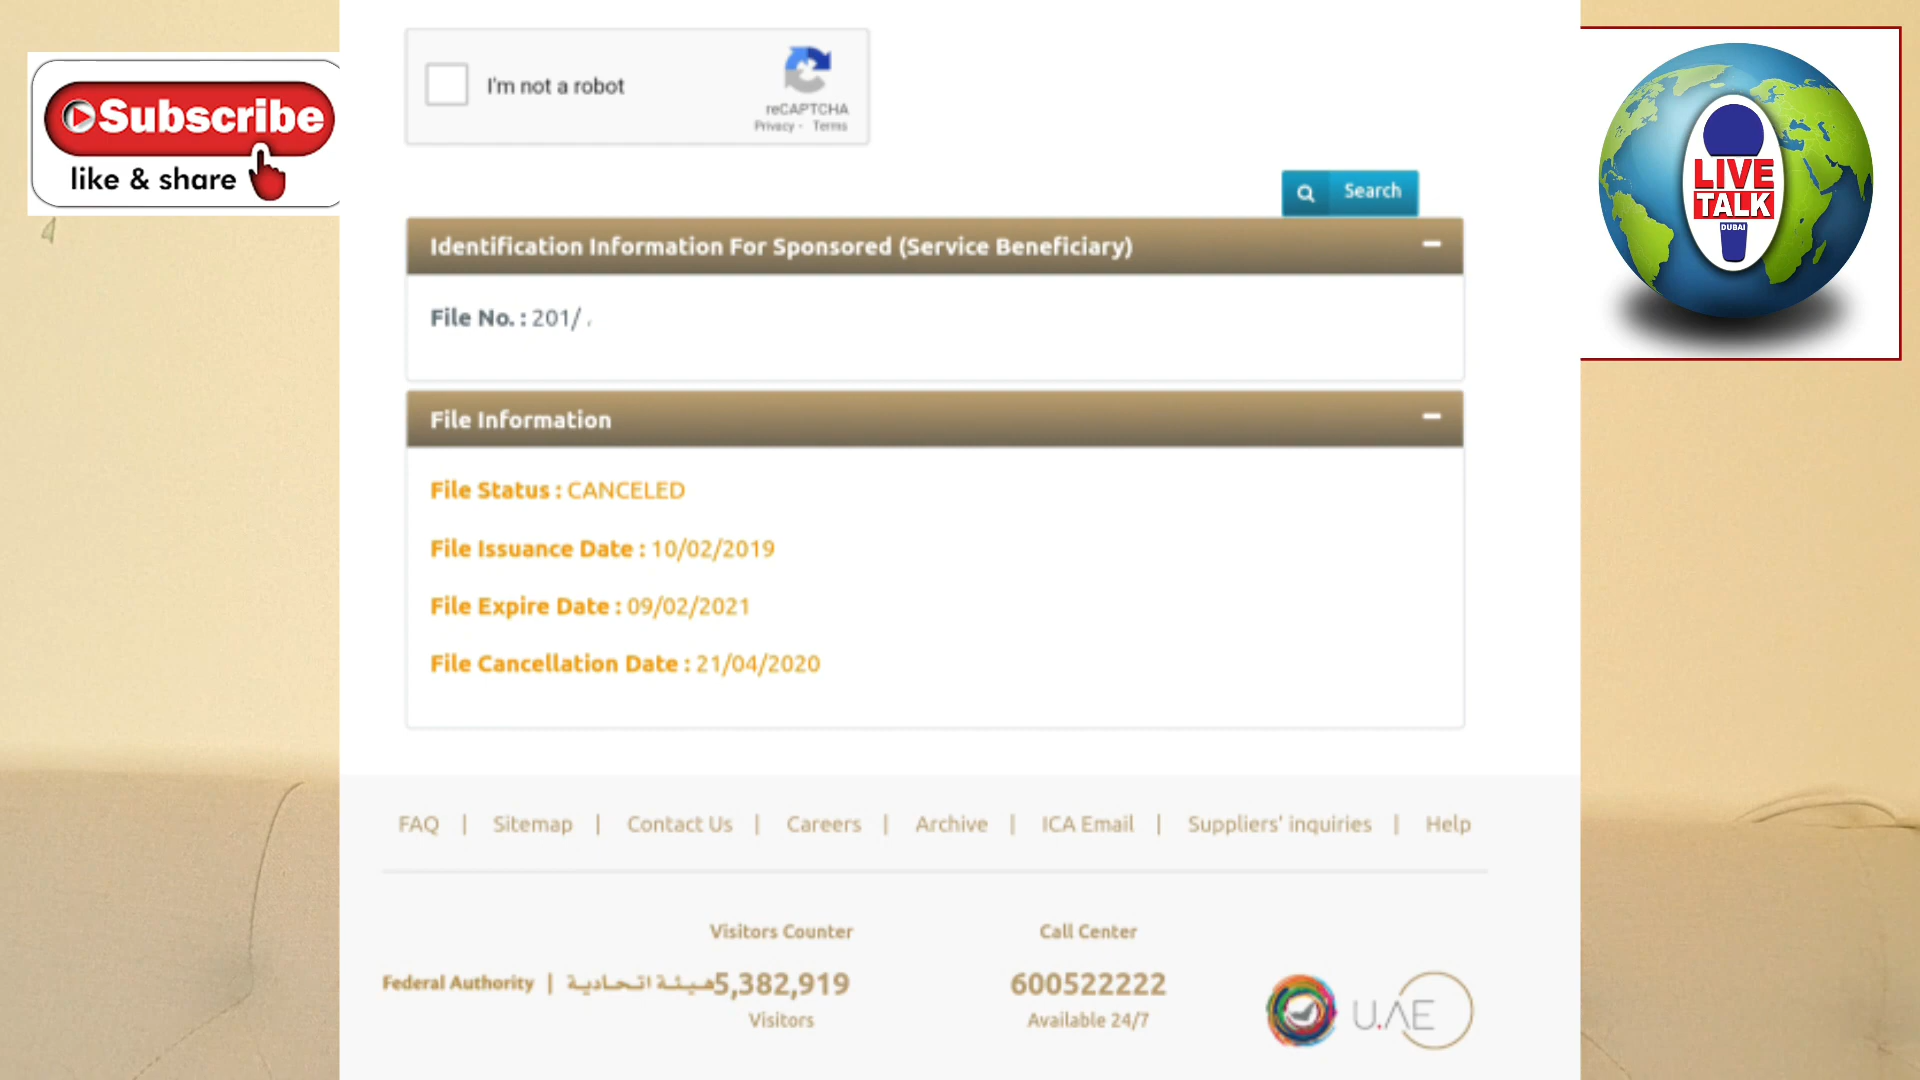 Subscribe
like & share
I'm not a robot
reCAPTCHA
Privacy - Terms
Search
LIVE
TALK
DUBAI
Identification Information For Sponsored (Service Beneficiary)
File No. : 201/
File Information
File Status : CANCELED
File Issuance Date : 10/02/2019
File Expire Date : 09/02/2021
File Cancellation Date : 21/04/2020
FAQ | Sitemap | Contact Us | Careers | Archive | ICA Email | Suppliers' inquiries | Help
Visitors Counter
Call Center
Federal Authority | هيئة اتحادية
5,382,919
600522222
Visitors
Available 24/7
U.AE